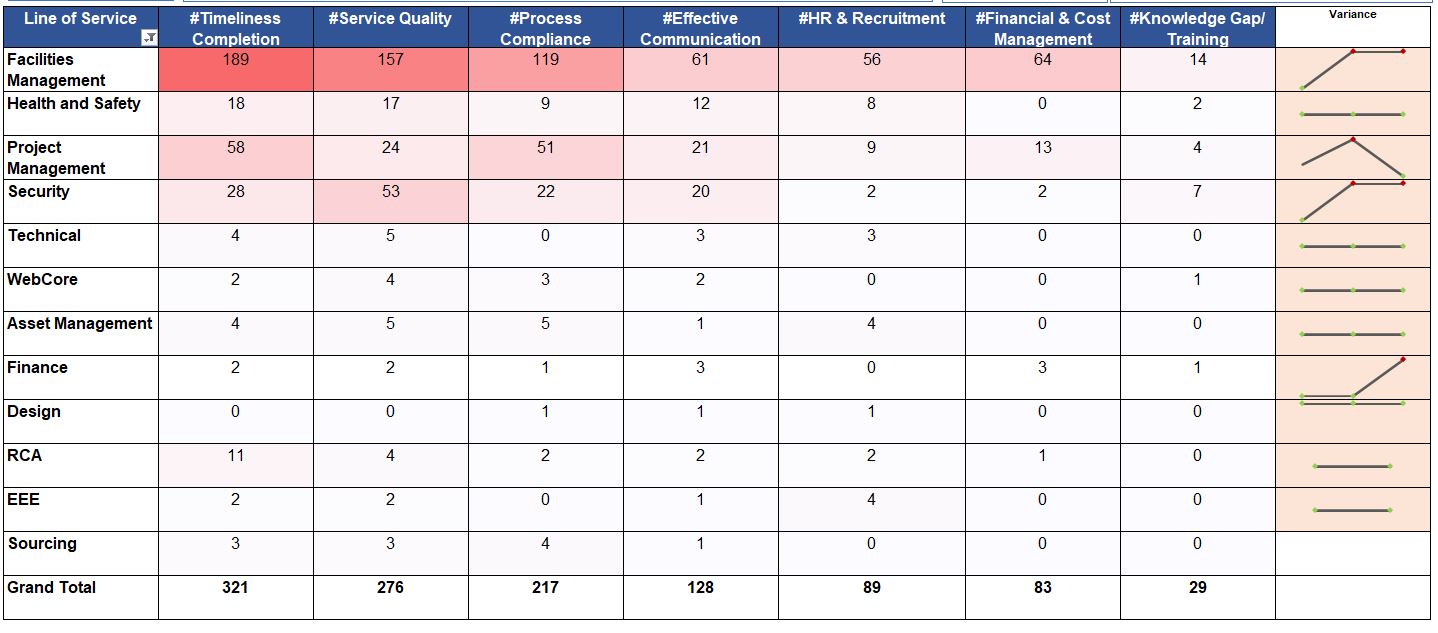 Line of Service #Timeliness Completion #Service Quality #Process Compliance #Effective Communication #HR & Recruitment #Financial & Cost Management #Knowledge Gap/ Training Variance
Facilities Management 189 157 119 61 56 64 14
Health and Safety 18 17 9 12 8 0 2
Project Management 58 24 51 21 9 13 4
Security 28 53 22 20 2 2 7
Technical 4 5 0 3 3 0 0
WebCore 2 4 3 2 0 0 1
Asset Management 4 5 5 1 4 0 0
Finance 2 2 1 3 0 3 1
Design 0 0 1 1 1 0 0
RCA 11 4 2 2 2 1 0
EEE 2 2 0 1 4 0 0
Sourcing 3 3 4 1 0 0 0
Grand Total 321 276 217 128 89 83 29